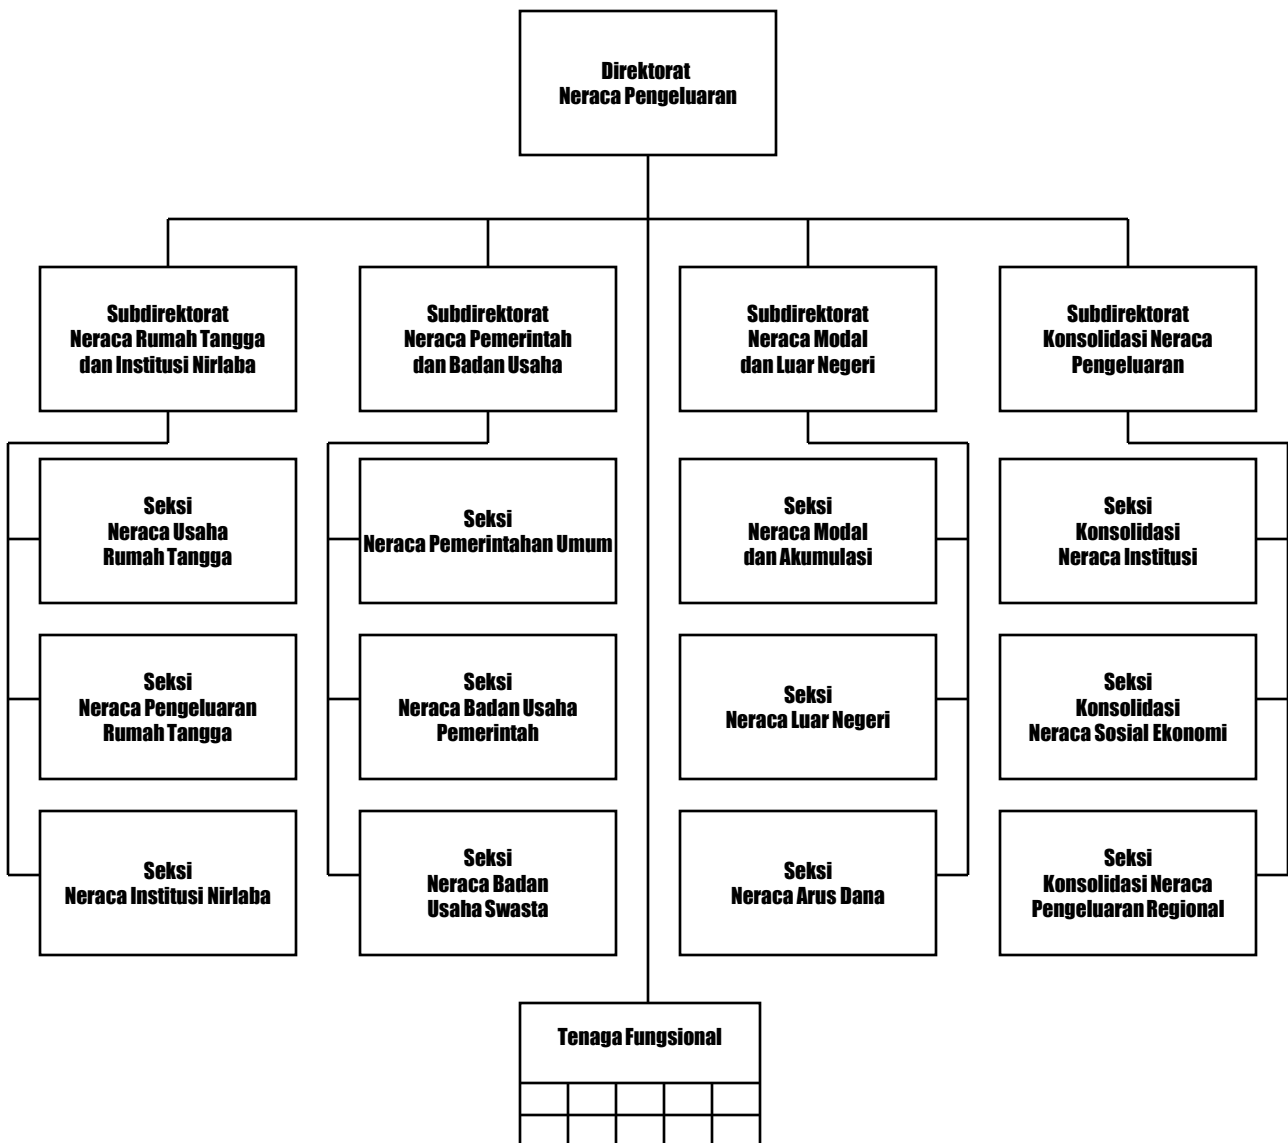 Direktorat
Neraca Pengeluaran
Subdirektorat
Neraca Rumah Tangga
dan Institusi Nirlaba
Subdirektorat
Neraca Pemerintah
dan Badan Usaha
Subdirektorat
Neraca Modal
dan Luar Negeri
Subdirektorat
Konsolidasi Neraca
Pengeluaran
Seksi
Neraca Usaha
Rumah Tangga
Seksi
Neraca Pemerintahan Umum
Seksi
Neraca Modal
dan Akumulasi
Seksi
Konsolidasi
Neraca Institusi
Seksi
Neraca Pengeluaran
Rumah Tangga
Seksi
Neraca Badan Usaha
Pemerintah
Seksi
Neraca Luar Negeri
Seksi
Konsolidasi
Neraca Sosial Ekonomi
Seksi
Neraca Institusi Nirlaba
Seksi
Neraca Badan
Usaha Swasta
Seksi
Neraca Arus Dana
Seksi
Konsolidasi Neraca
Pengeluaran Regional
Tenaga Fungsional